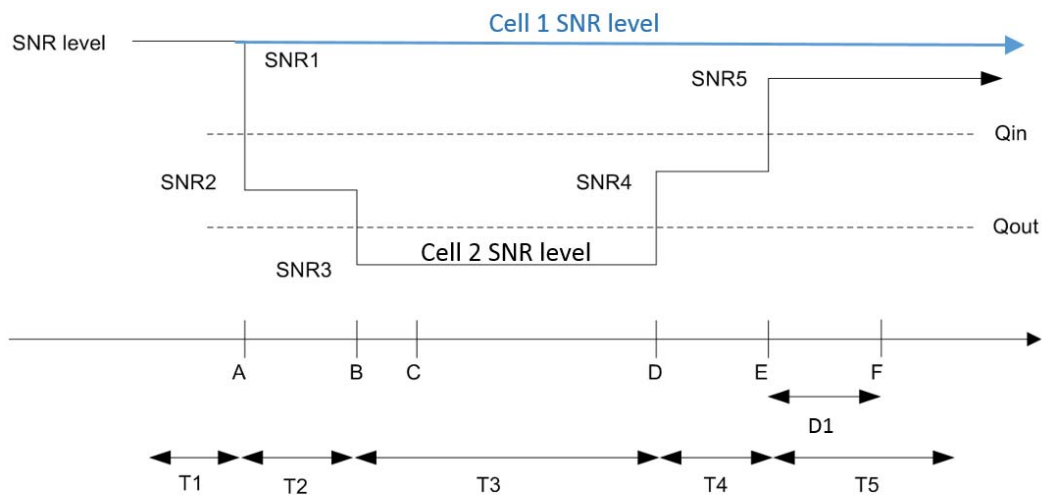 Cell 1 SNR level
SNR level
SNR1
SNR5
Qin
SNR2
SNR4
Qout
Cell 2 SNR level
SNR3
A B C D E F
D1
T1 T2 T3 T4 T5